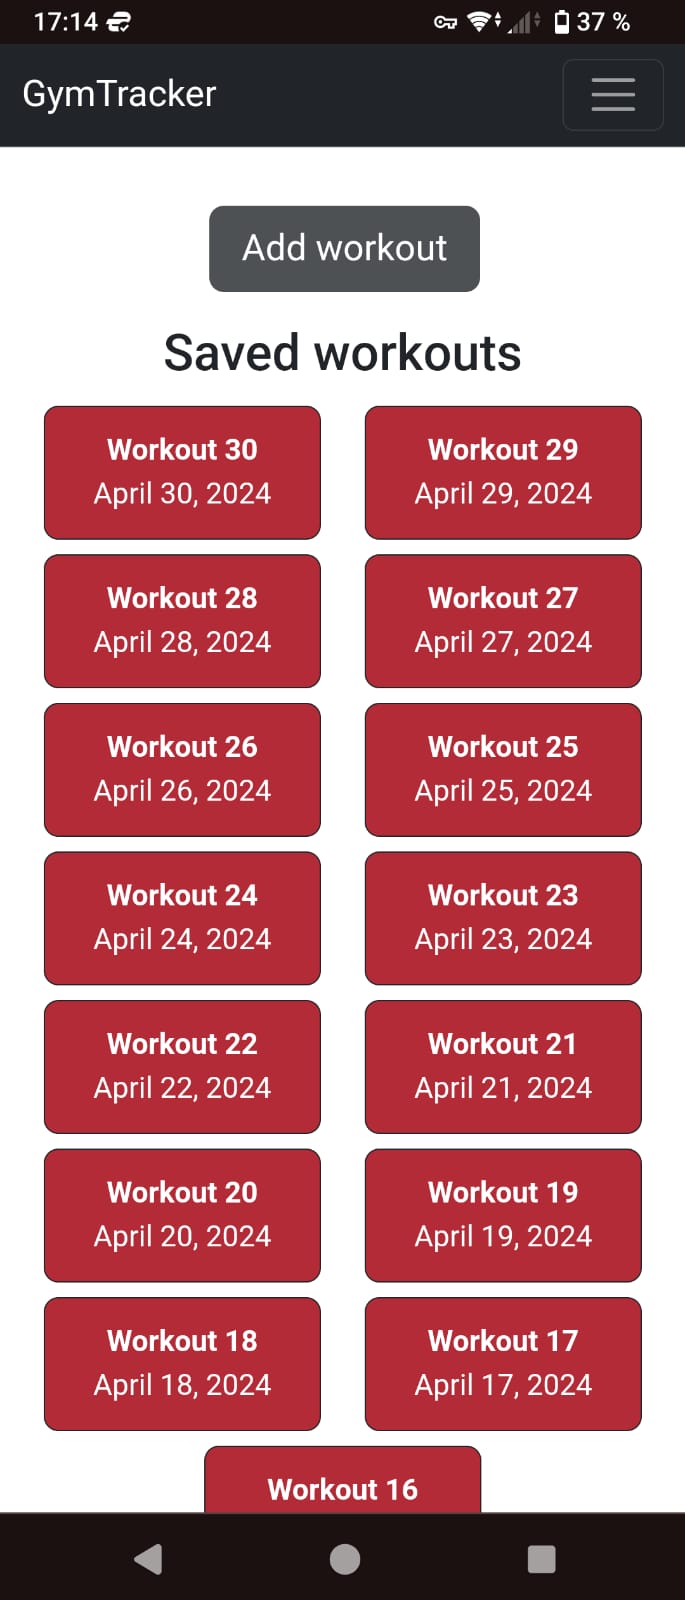 17:14
37 %
GymTracker
Add workout
Saved workouts
Workout 30
April 30, 2024
Workout 29
April 29, 2024
Workout 28
April 28, 2024
Workout 27
April 27, 2024
Workout 26
April 26, 2024
Workout 25
April 25, 2024
Workout 24
April 24, 2024
Workout 23
April 23, 2024
Workout 22
April 22, 2024
Workout 21
April 21, 2024
Workout 20
April 20, 2024
Workout 19
April 19, 2024
Workout 18
April 18, 2024
Workout 17
April 17, 2024
Workout 16